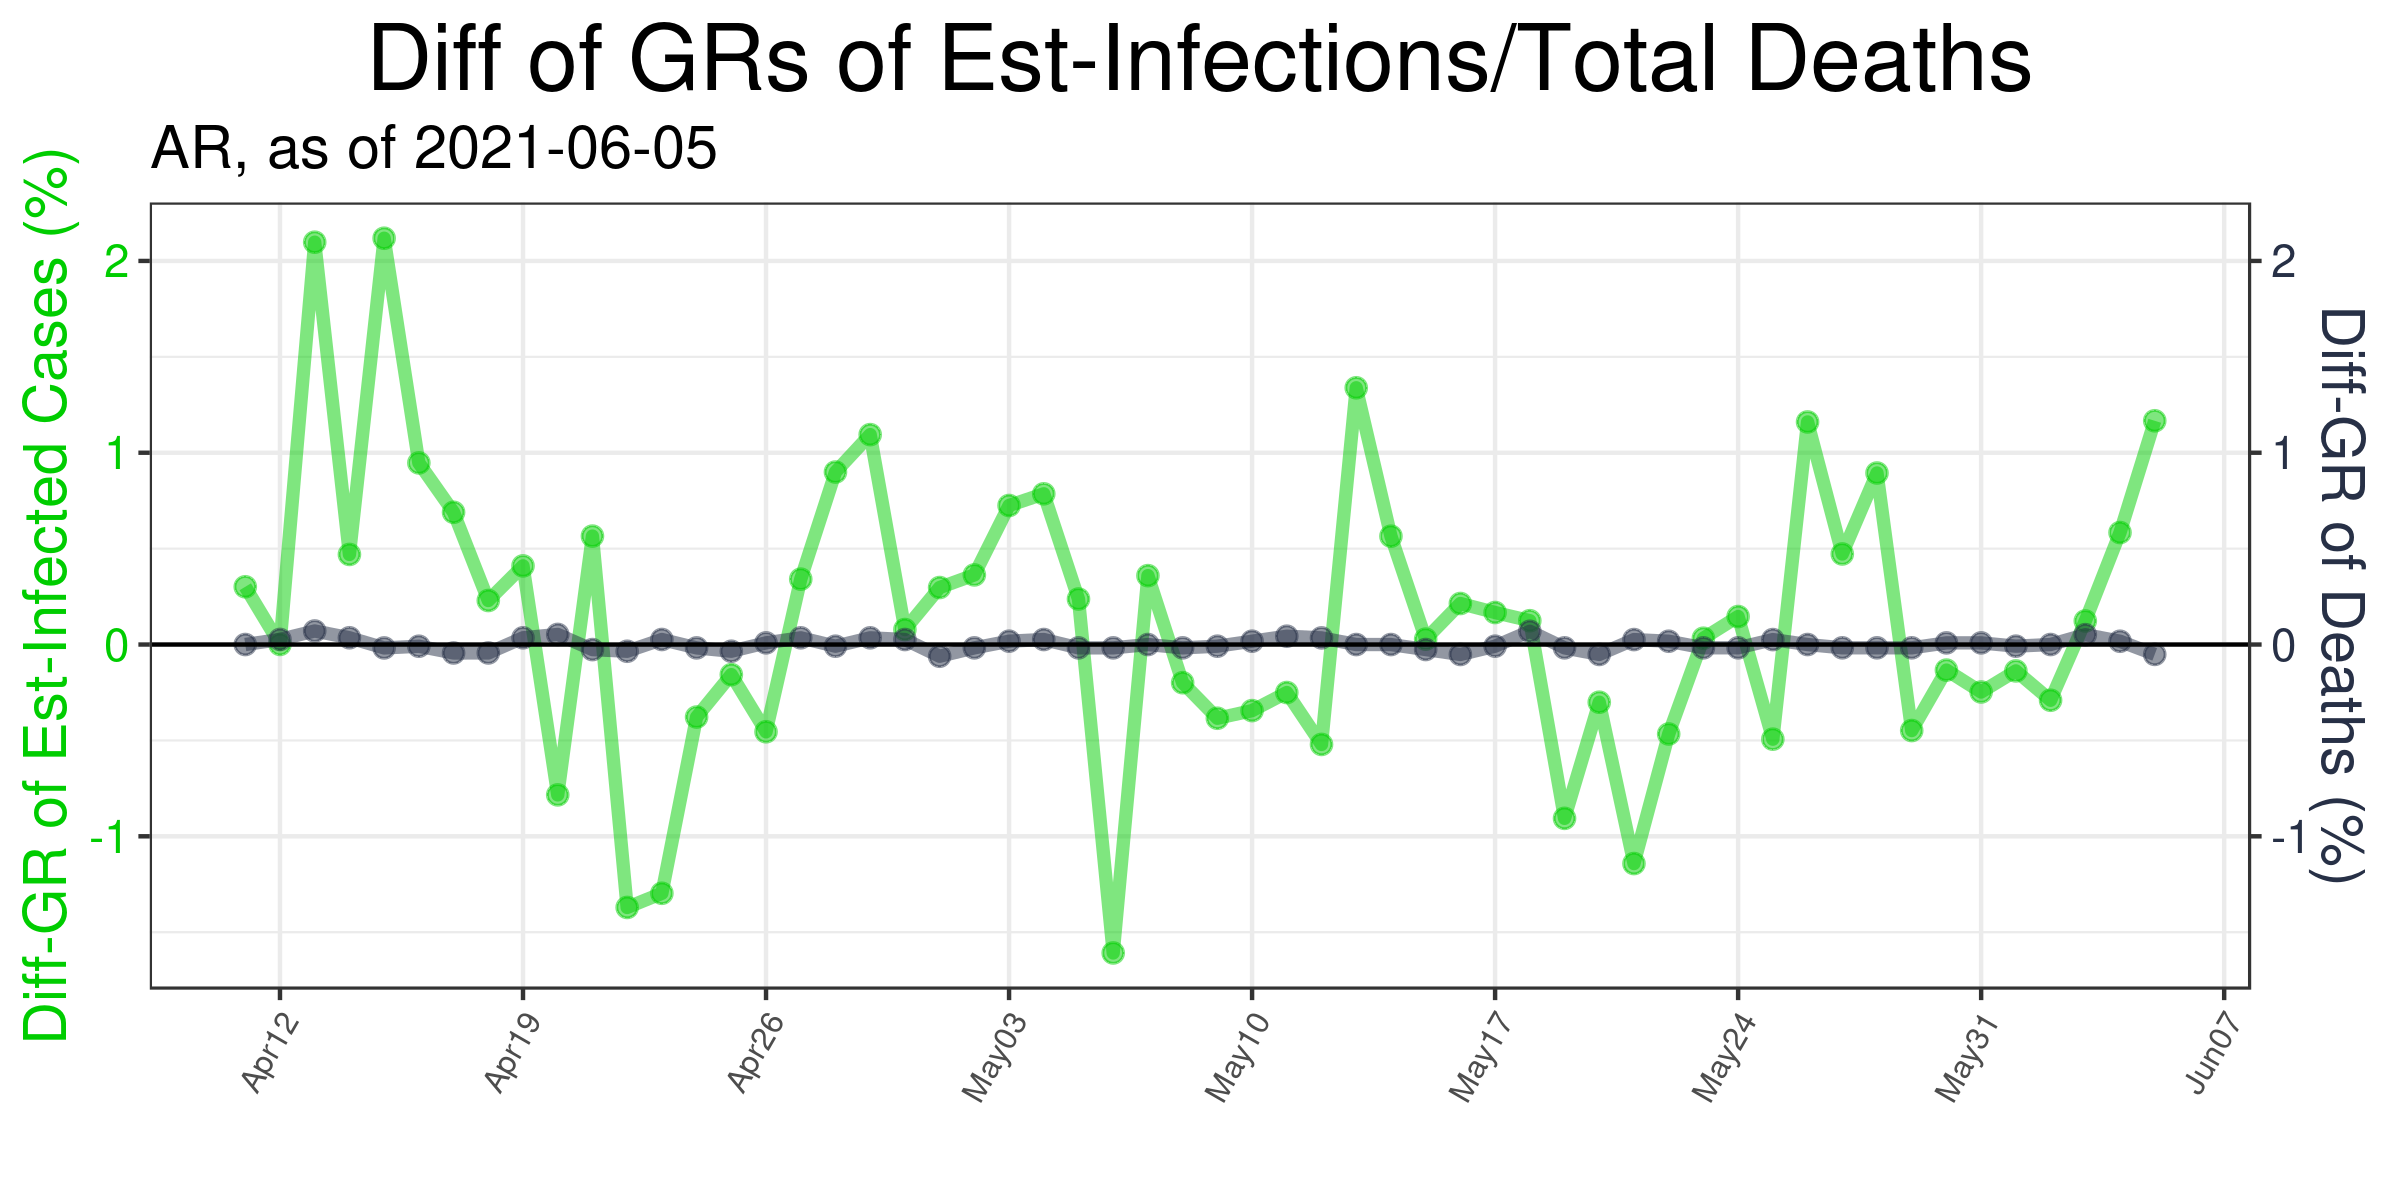 Diff of GRs of Est-Infections/Total Deaths
AR, as of 2021-06-05
Diff-GR of Est-Infected Cases (%)
2
1
0
-1
2
1
0
-1
Diff-GR of Deaths (%)
Apr12
Apr19
Apr26
May03
May10
May17
May24
May31
Jun07